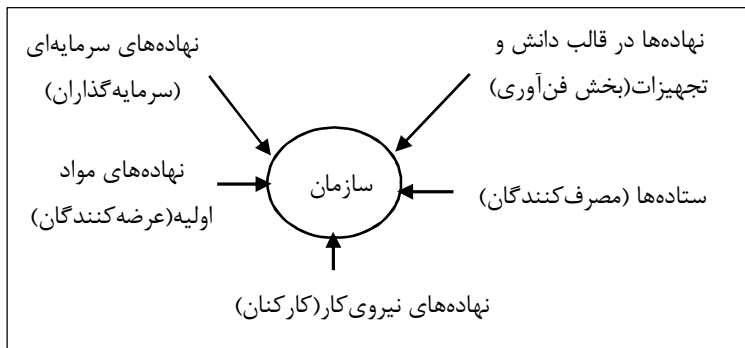 نهاده‌ها در قالب دانش و
تجهیزات(بخش فن‌آوری)
نهاده‌های سرمایه‌ای
(سرمایه‌گذاران)
سازمان
ستاده‌ها (مصرف‌کنندگان)
نهاده‌های مواد
اولیه(عرضه‌کنندگان)
نهاده‌های نیروی‌کار(کارکنان)